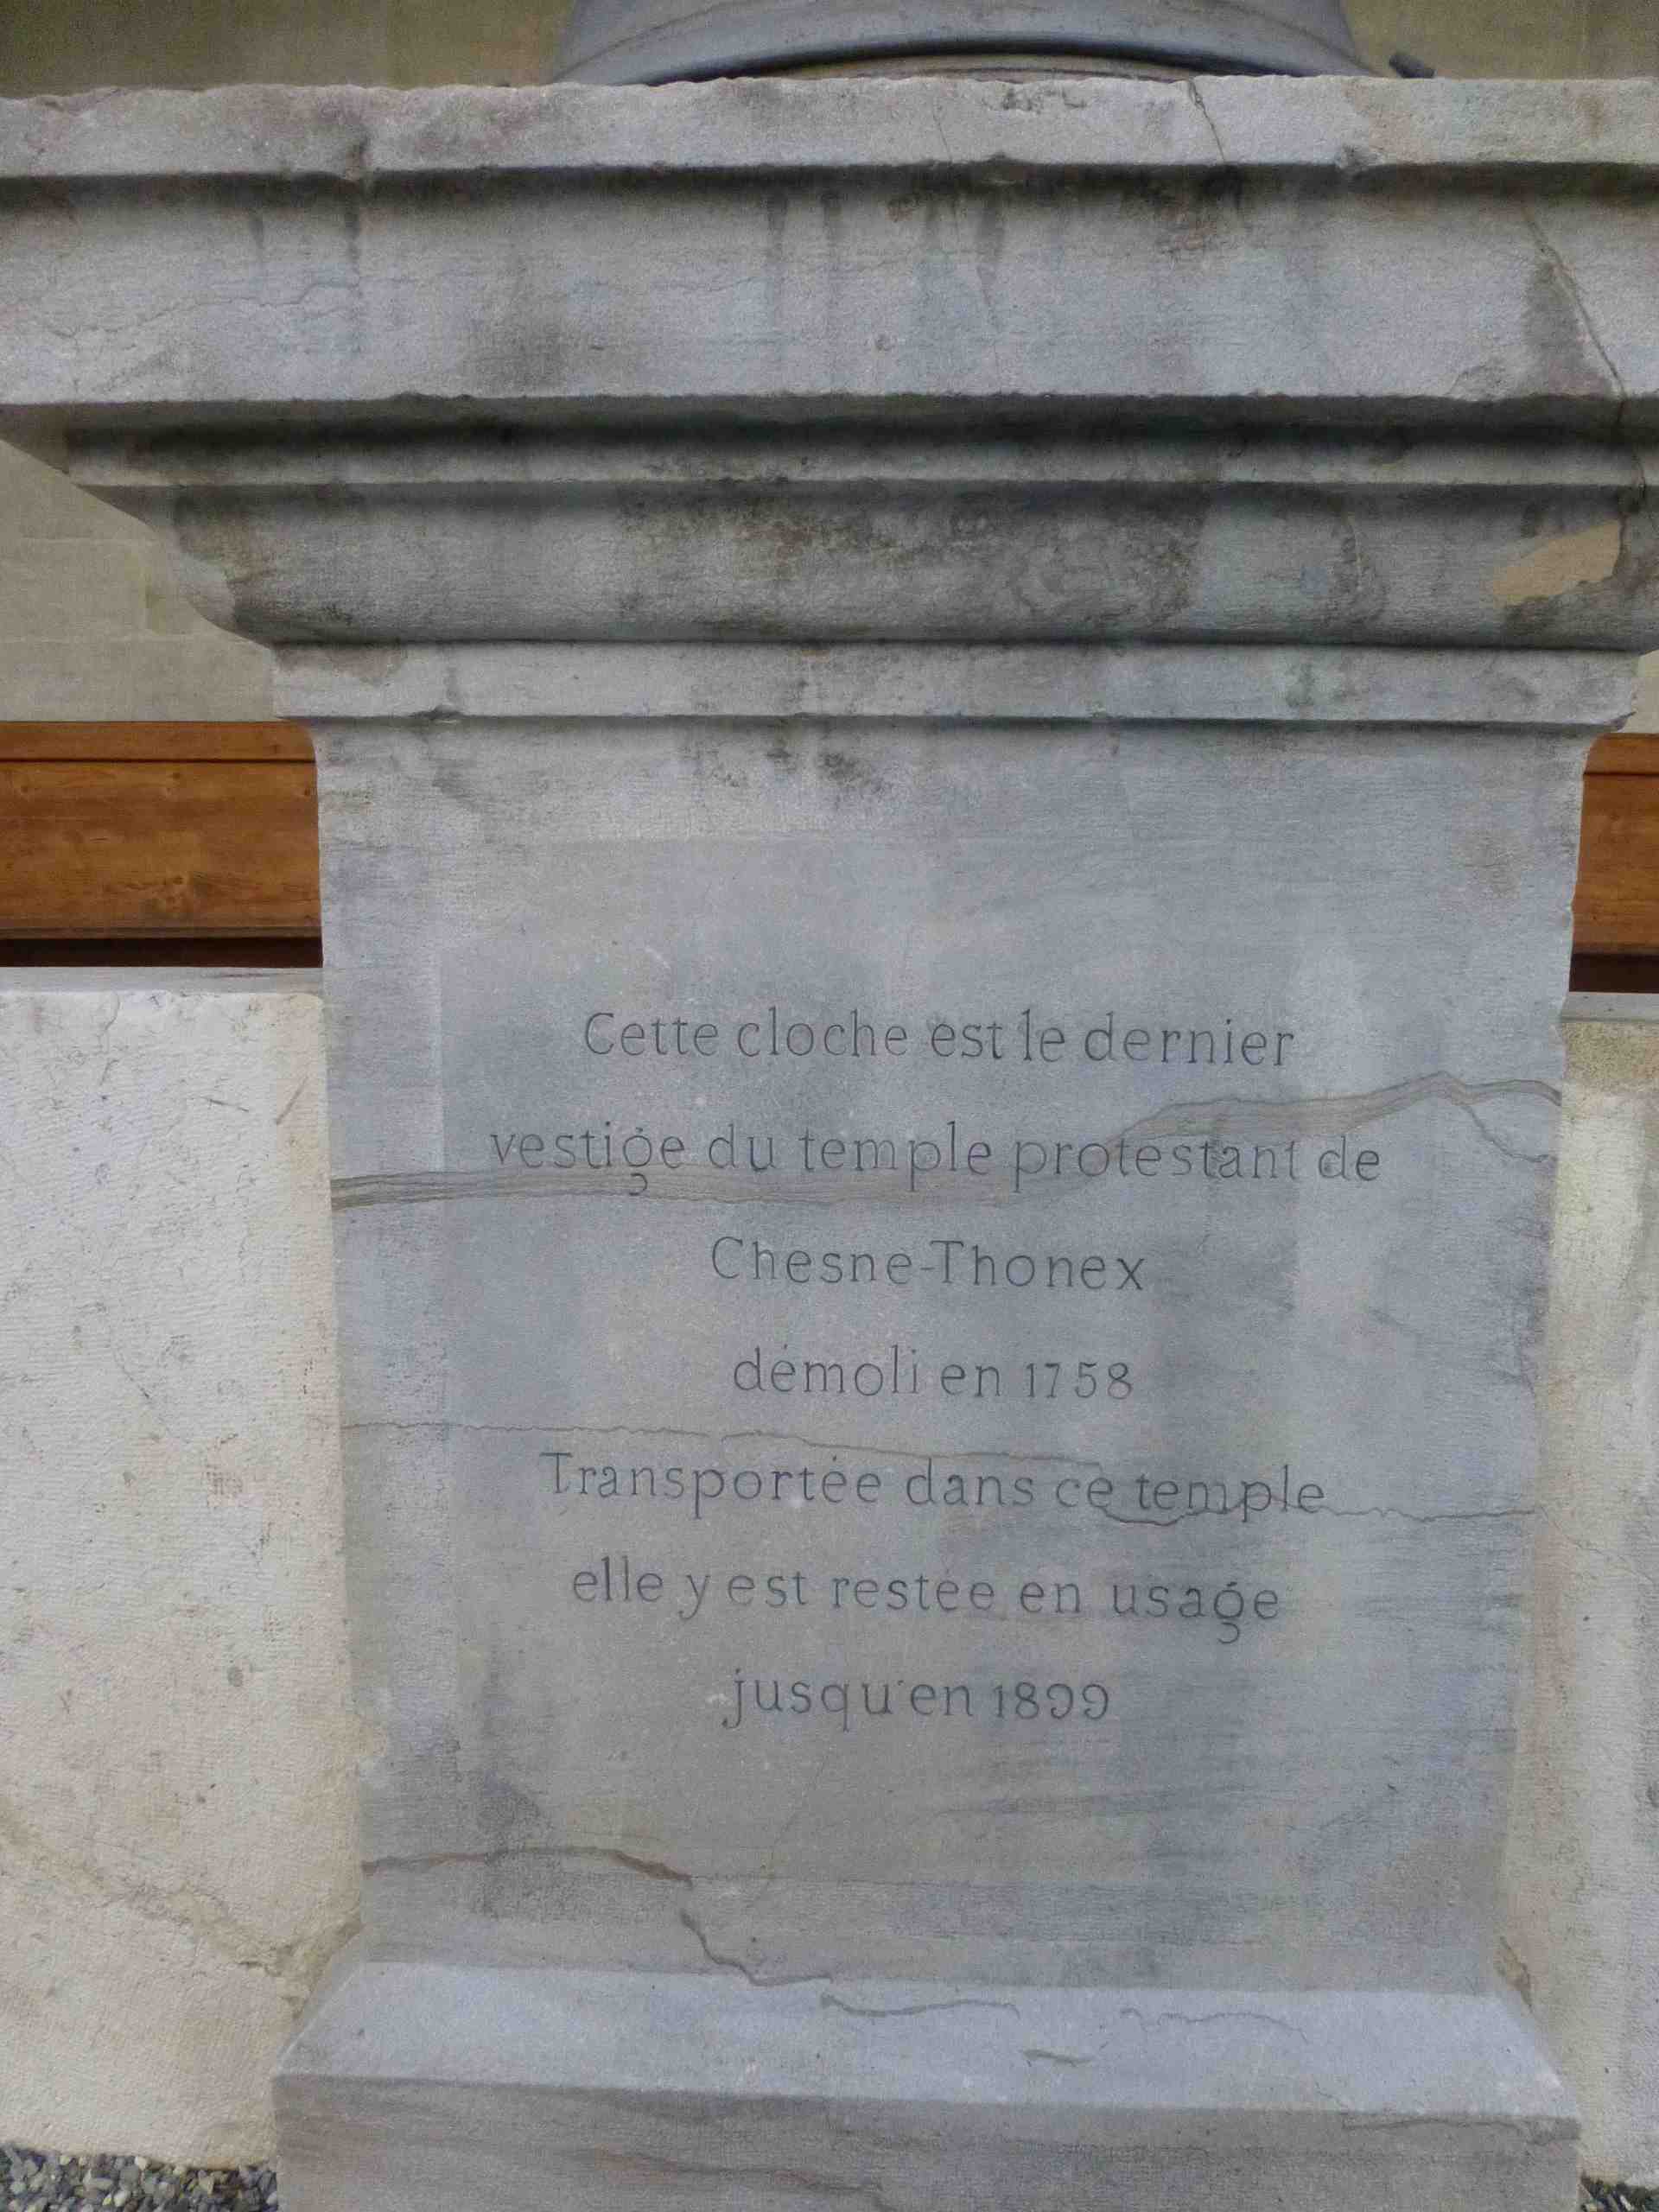 Cette cloche est le dernier
vestige du temple protestant de
Chesne-Thonex
démoli en 1758
Transportée dans ce temple
elle y est restée en usage
jusqu'en 1899